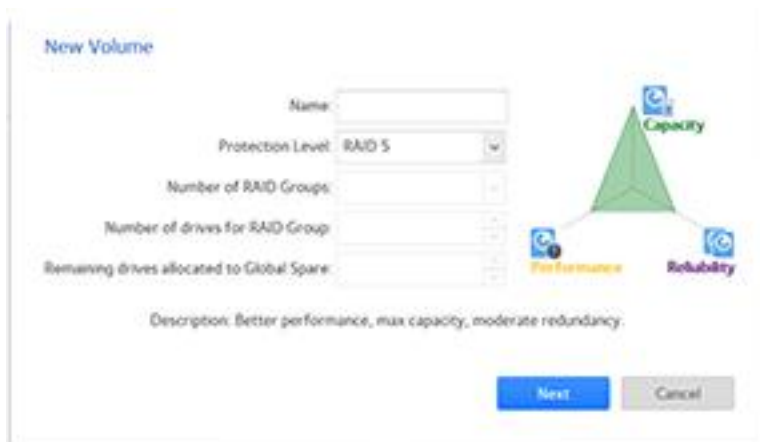 New Volume
Name:
Capacity
Protection Level: RAID 5
Number of RAID Groups:
Number of drives for RAID Group:
Performance
Reliability
Remaining drives allocated to Global Spare:
Description: Better performance, max capacity, moderate redundancy.
Next
Cancel